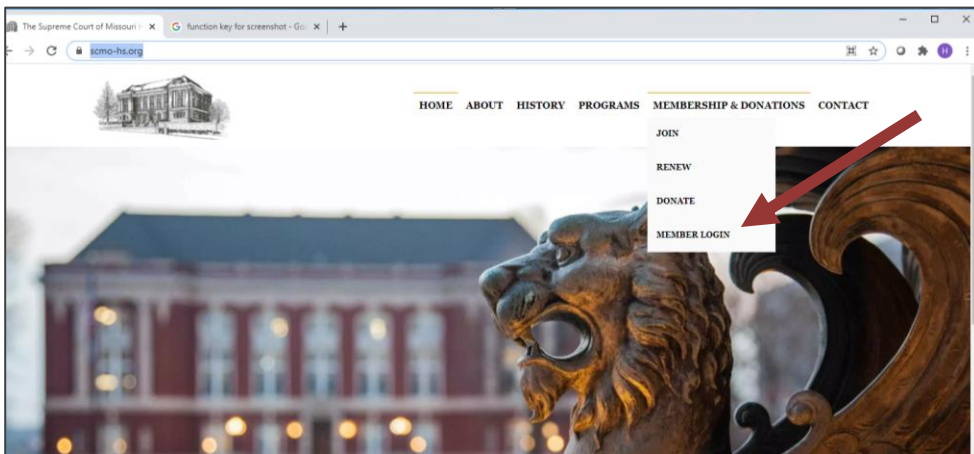 The Supreme Court of Missouri
function key for screenshot - Goo
scmo-hs.org
H
HOME ABOUT HISTORY PROGRAMS MEMBERSHIP & DONATIONS CONTACT
JOIN
RENEW
DONATE
MEMBER LOGIN